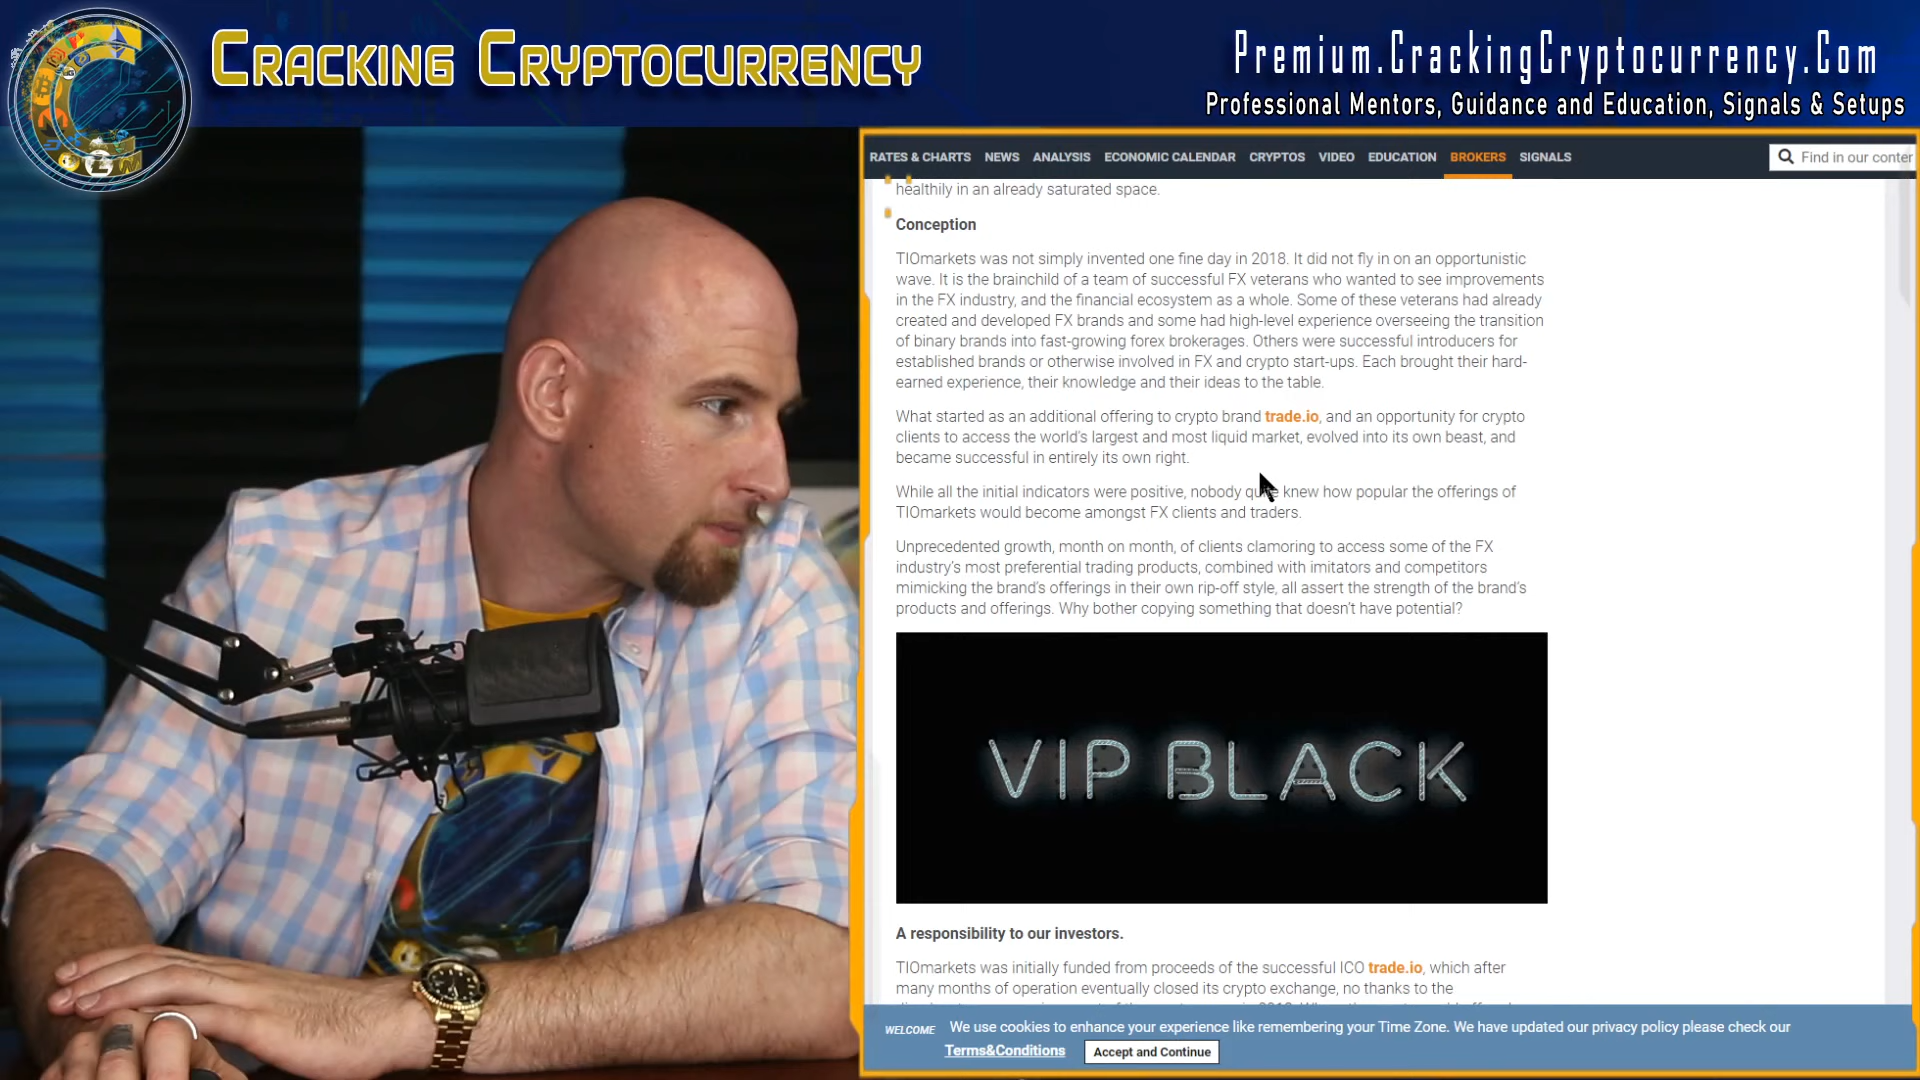 Cracking Cryptocurrency
Premium.CrackingCryptocurrency.Com
Professional Mentors, Guidance and Education, Signals & Setups
RATES & CHARTS NEWS ANALYSIS ECONOMIC CALENDAR CRYPTOS VIDEO EDUCATION BROKERS SIGNALS
Find in our conter
healthily in an already saturated space.
Conception
TIOmarkets was not simply invented one fine day in 2018. It did not fly in on an opportunistic
wave. It is the brainchild of a team of successful FX veterans who wanted to see improvements
in the FX industry, and the financial ecosystem as a whole. Some of these veterans had already
created and developed FX brands and some had high-level experience overseeing the transition
of binary brands into fast-growing forex brokerages. Others were successful introducers for
established brands or otherwise involved in FX and crypto start-ups. Each brought their hard-
earned experience, their knowledge and their ideas to the table.
What started as an additional offering to crypto brand trade.io, and an opportunity for crypto
clients to access the world's largest and most liquid market, evolved into its own beast, and
became successful in entirely its own right.
While all the initial indicators were positive, nobody quite knew how popular the offerings of
TIOmarkets would become amongst FX clients and traders.
Unprecedented growth, month on month, of clients clamoring to access some of the FX
industry's most preferential trading products, combined with imitators and competitors
mimicking the brand's offerings in their own rip-off style, all assert the strength of the brand's
products and offerings. Why bother copying something that doesn't have potential?
VIP BLACK
A responsibility to our investors.
TIOmarkets was initially funded from proceeds of the successful ICO trade.io, which after
many months of operation eventually closed its crypto exchange, no thanks to the
WELCOME We use cookies to enhance your experience like remembering your Time Zone. We have updated our privacy policy please check our
Terms&Conditions Accept and Continue